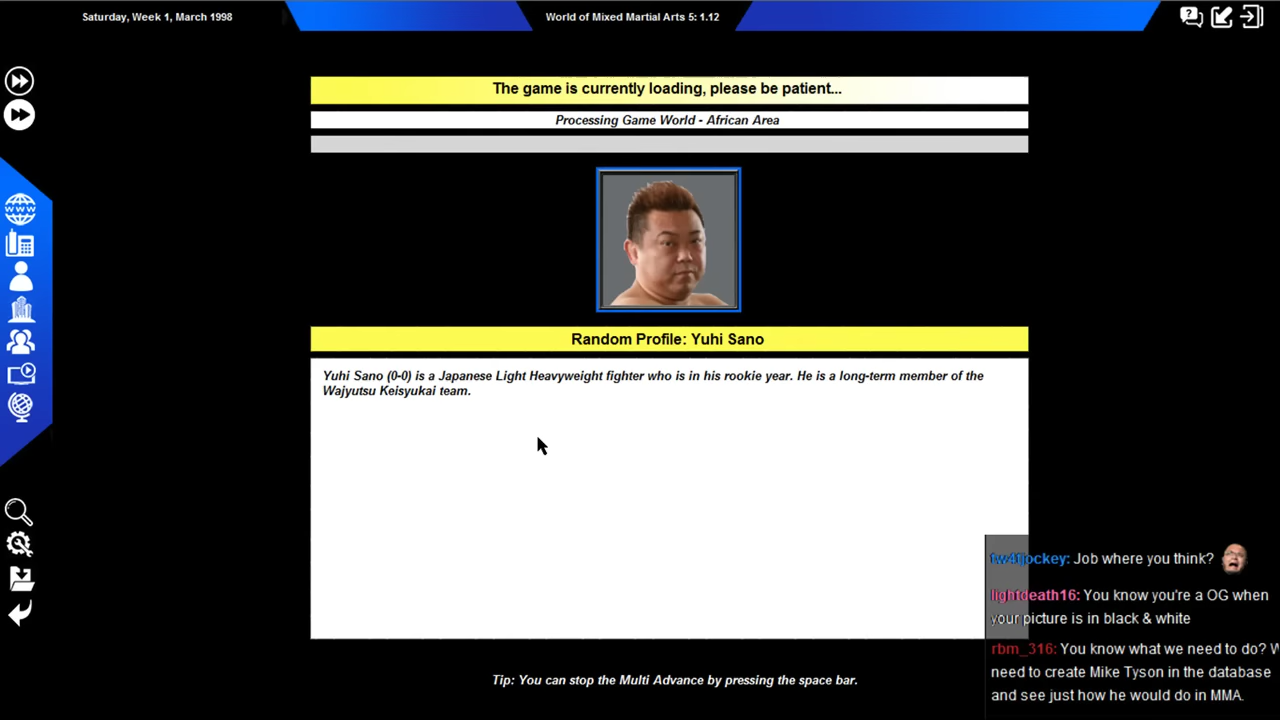 Saturday, Week 1, March 1998
World of Mixed Martial Arts 5: 1.12
The game is currently loading, please be patient...
Processing Game World - African Area
WWW
Random Profile: Yuhi Sano
Yuhi Sano (0-0) is a Japanese Light Heavyweight fighter who is in his rookie year. He is a long-term member of the
Wajyutsu Keisyukai team.
Job where you think?
lightdeath16: You know you're a OG when
your picture is in black & white
rbm_316: You know what we need to do? W
need to create Mike Tyson in the database
and see just how he would do in MMA.
Tip: You can stop the Multi Advance by pressing the space bar.